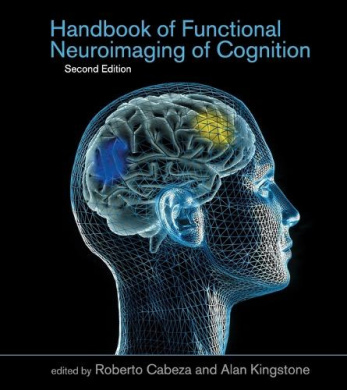 Handbook of Functional
Neuroimaging of Cognition
Second Edition
edited by Roberto Cabeza and Alan Kingstone